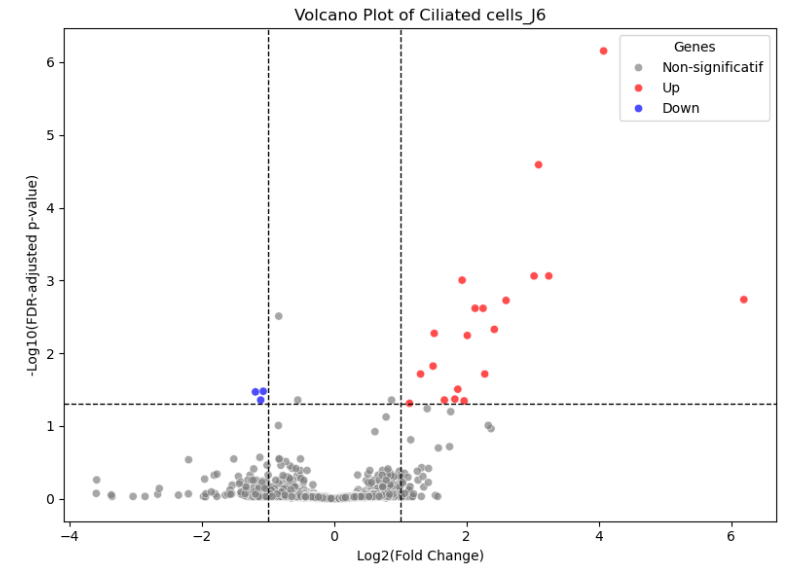 Volcano Plot of Ciliated cells_J6
Genes
Non-significatif
Up
Down
-Log10(FDR-adjusted p-value)
6
5
4
3
2
1
0
−4
−2
0
2
4
6
Log2(Fold Change)